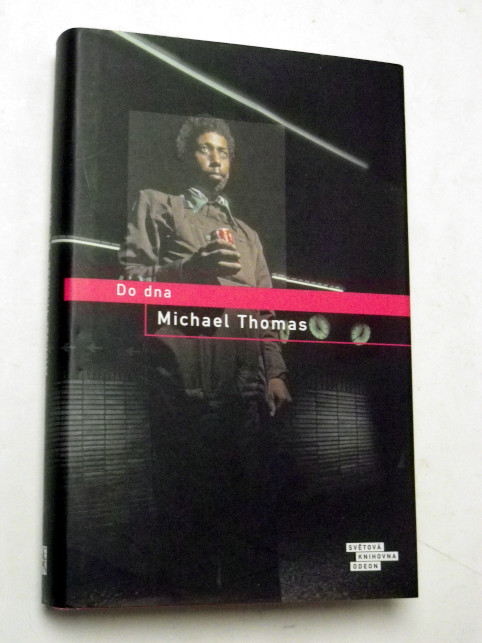 Do dna
Michael Thomas
SVĚTOVÁ
KNIHOVNA
ODEON